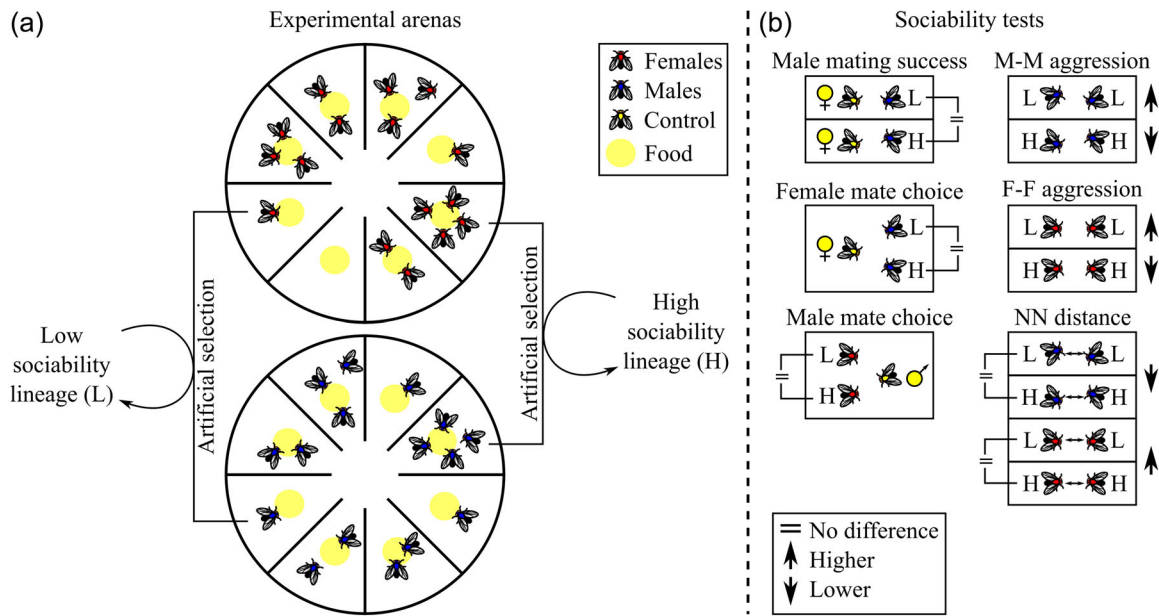 (a)
Experimental arenas
Females
Males
Control
Food
Artificial selection
Artificial selection
Low
sociability
lineage (L)
High
sociability
lineage (H)
(b)
Sociability tests
Male mating success
L
H
=
Female mate choice
L
H
=
Male mate choice
L
H
=
M-M aggression
L L
H H
F-F aggression
L L
H H
NN distance
L L
H H
=
L L
H H
=
= No difference
Higher
Lower